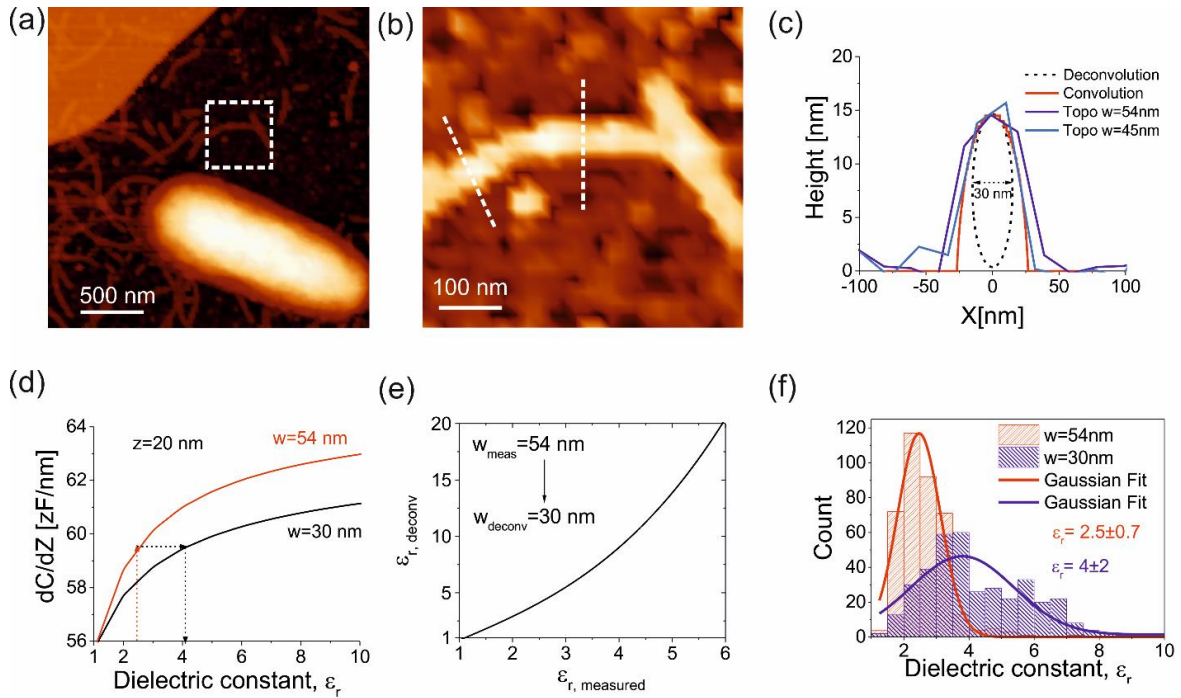 (a)
500 nm
(b)
100 nm
(c)
Height [nm]
20
15
10
5
0
-100
-50
0
50
100
X[nm]
Deconvolution
Convolution
Topo w=54nm
Topo w=45nm
30 nm
(d)
dC/dZ [zF/nm]
64
62
60
58
56
1
2
4
6
8
10
Dielectric constant, εr
z=20 nm
w=54 nm
w=30 nm
(e)
εr, deconv
20
15
10
5
1
1
2
3
4
5
6
εr, measured
wmeas=54 nm
wdeconv=30 nm
(f)
Count
120
100
80
60
40
20
0
2
4
6
8
10
Dielectric constant, εr
w=54nm
w=30nm
Gaussian Fit
Gaussian Fit
εr= 2.5±0.7
εr= 4±2